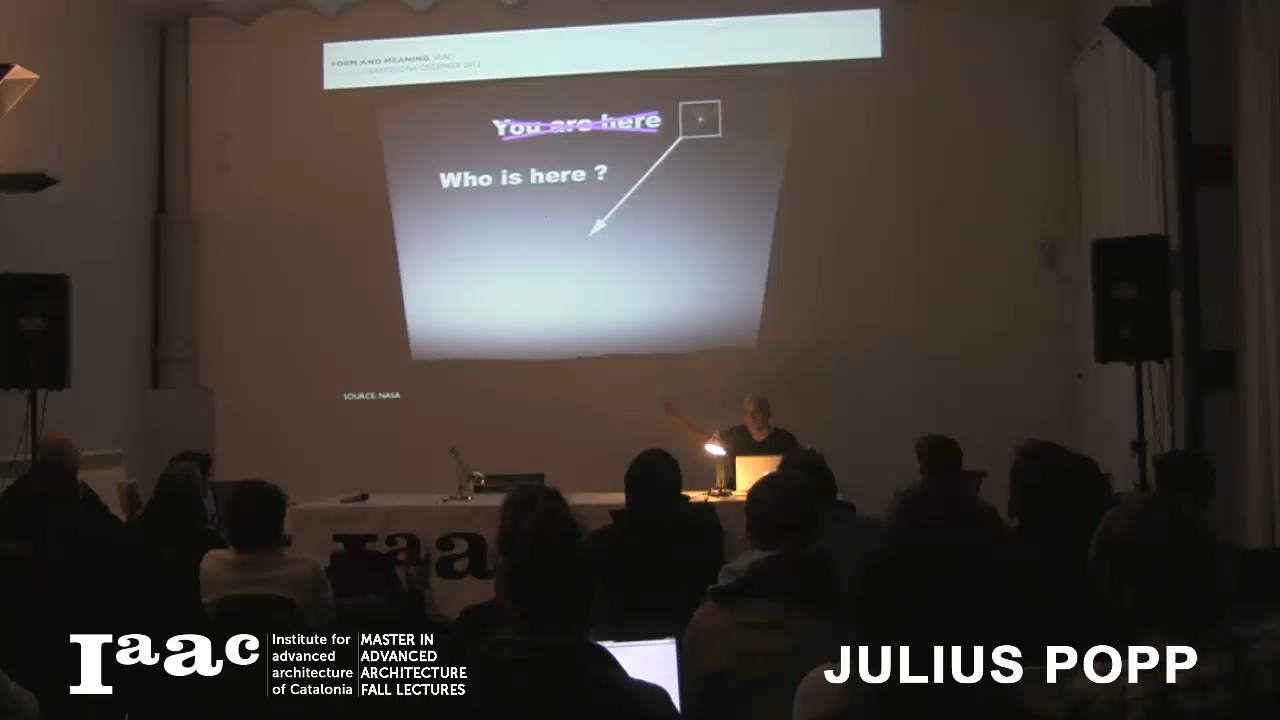 FORM AND MEANING IAAC
BARCELONA DECEMBER 2012
You are here
Who is here ?
SOURCE: NASA
Iaac
Iaac
Institute for
advanced
architecture
of Catalonia
MASTER IN
ADVANCED
ARCHITECTURE
FALL LECTURES
JULIUS POPP